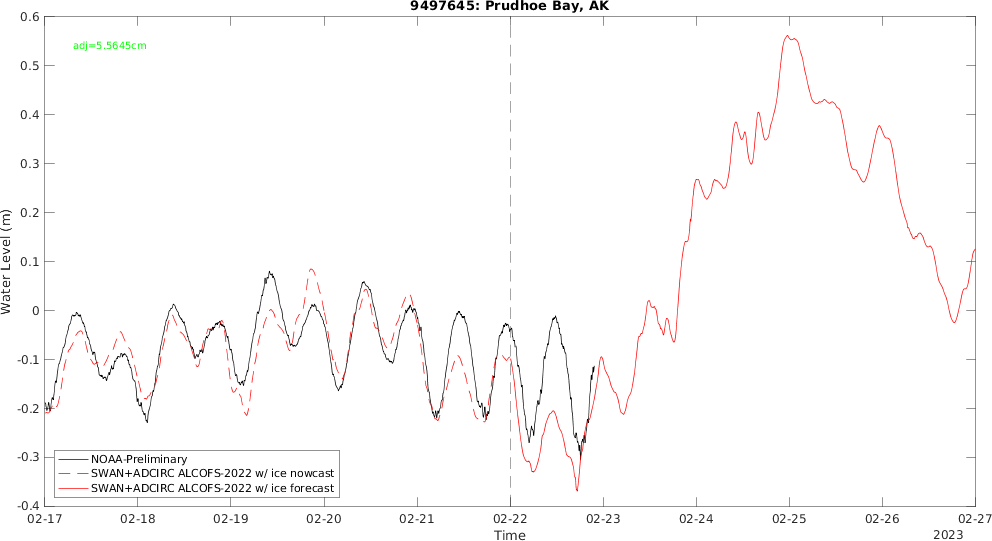 9497645: Prudhoe Bay, AK
adj=5.5645cm
Water Level (m)
0.6
0.5
0.4
0.3
0.2
0.1
0
-0.1
-0.2
-0.3
-0.4
NOAA-Preliminary
SWAN+ADCIRC ALCOFS-2022 w/ ice nowcast
SWAN+ADCIRC ALCOFS-2022 w/ ice forecast
02-17 02-18 02-19 02-20 02-21 02-22 02-23 02-24 02-25 02-26 02-27
Time
2023